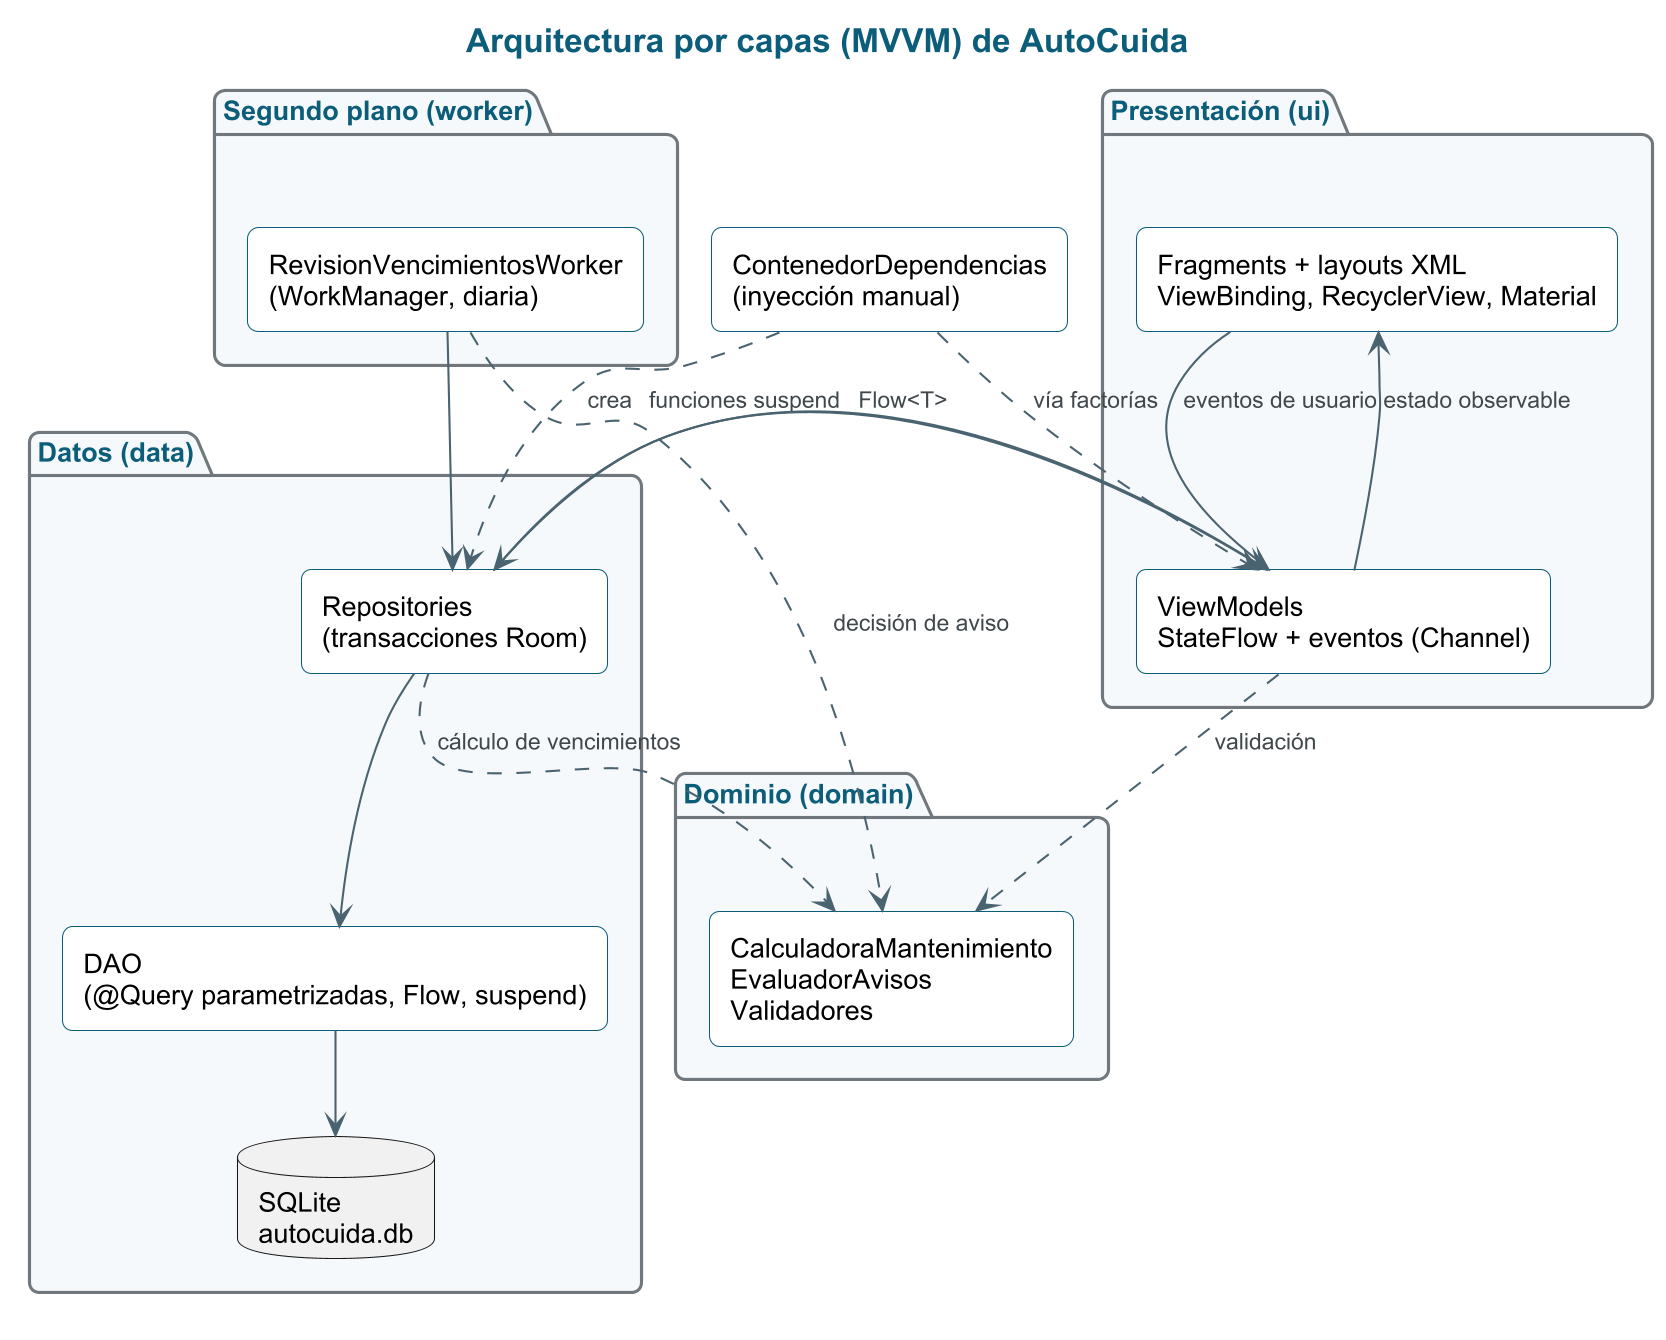 Arquitectura por capas (MVVM) de AutoCuida
Segundo plano (worker)
Presentación (ui)
RevisionVencimientosWorker
(WorkManager, diaria)
ContenedorDependencias
(inyección manual)
Fragments + layouts XML
ViewBinding, RecyclerView, Material
crea
funciones suspend
Flow<T>
vía factorías
eventos de usuario
estado observable
Datos (data)
Repositories
(transacciones Room)
decisión de aviso
ViewModels
StateFlow + eventos (Channel)
cálculo de vencimientos
validación
Dominio (domain)
CalculadoraMantenimiento
EvaluadorAvisos
Validadores
DAO
(@Query parametrizadas, Flow, suspend)
SQLite
autocuida.db